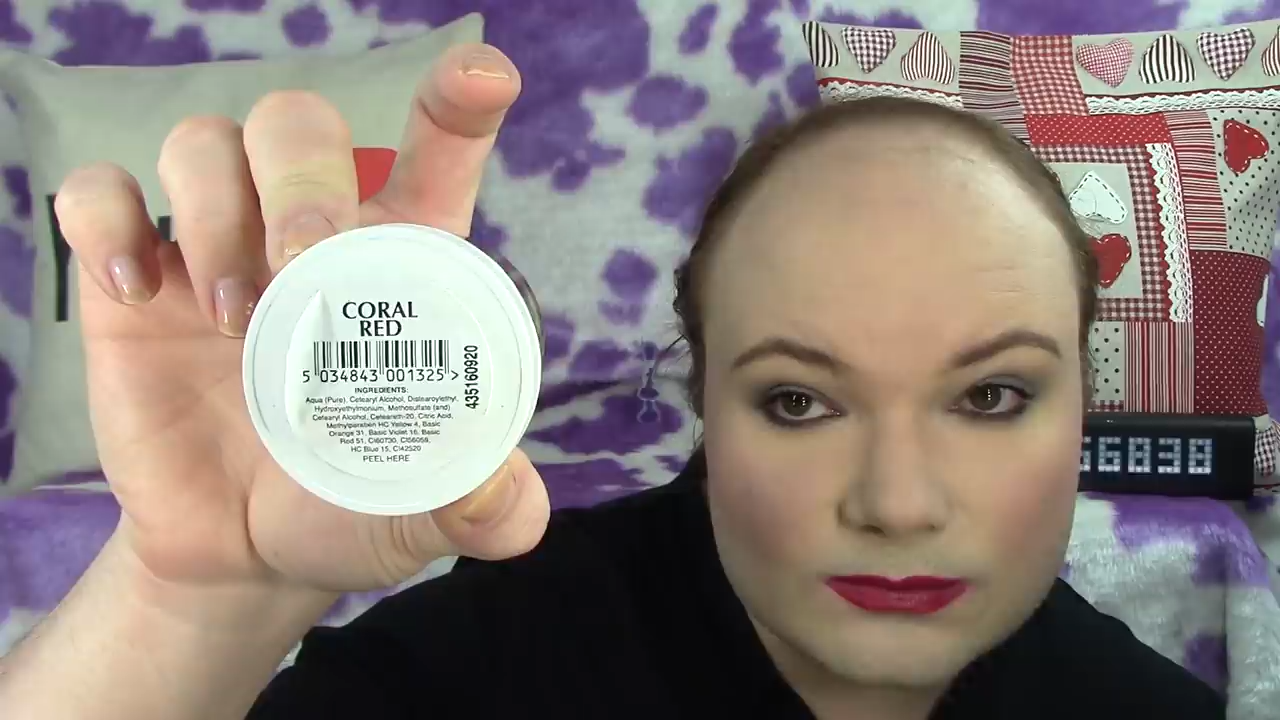 CORAL
RED
5 034843 001325 >
435160920
INGREDIENTS:
Aqua (Pure), Cetearyl Alcohol, Distearoylethyl,
Hydroxyethylmonium, Methosulfate (and)
Cetearyl Alcohol, Ceteareth-20, Citric Acid,
Methylparaben HC Yellow 4, Basic
Orange 31, Basic Violet 16, Basic
Red 51, CI60730, CI56059,
HC Blue 15, CI42520
PEEL HERE
66838